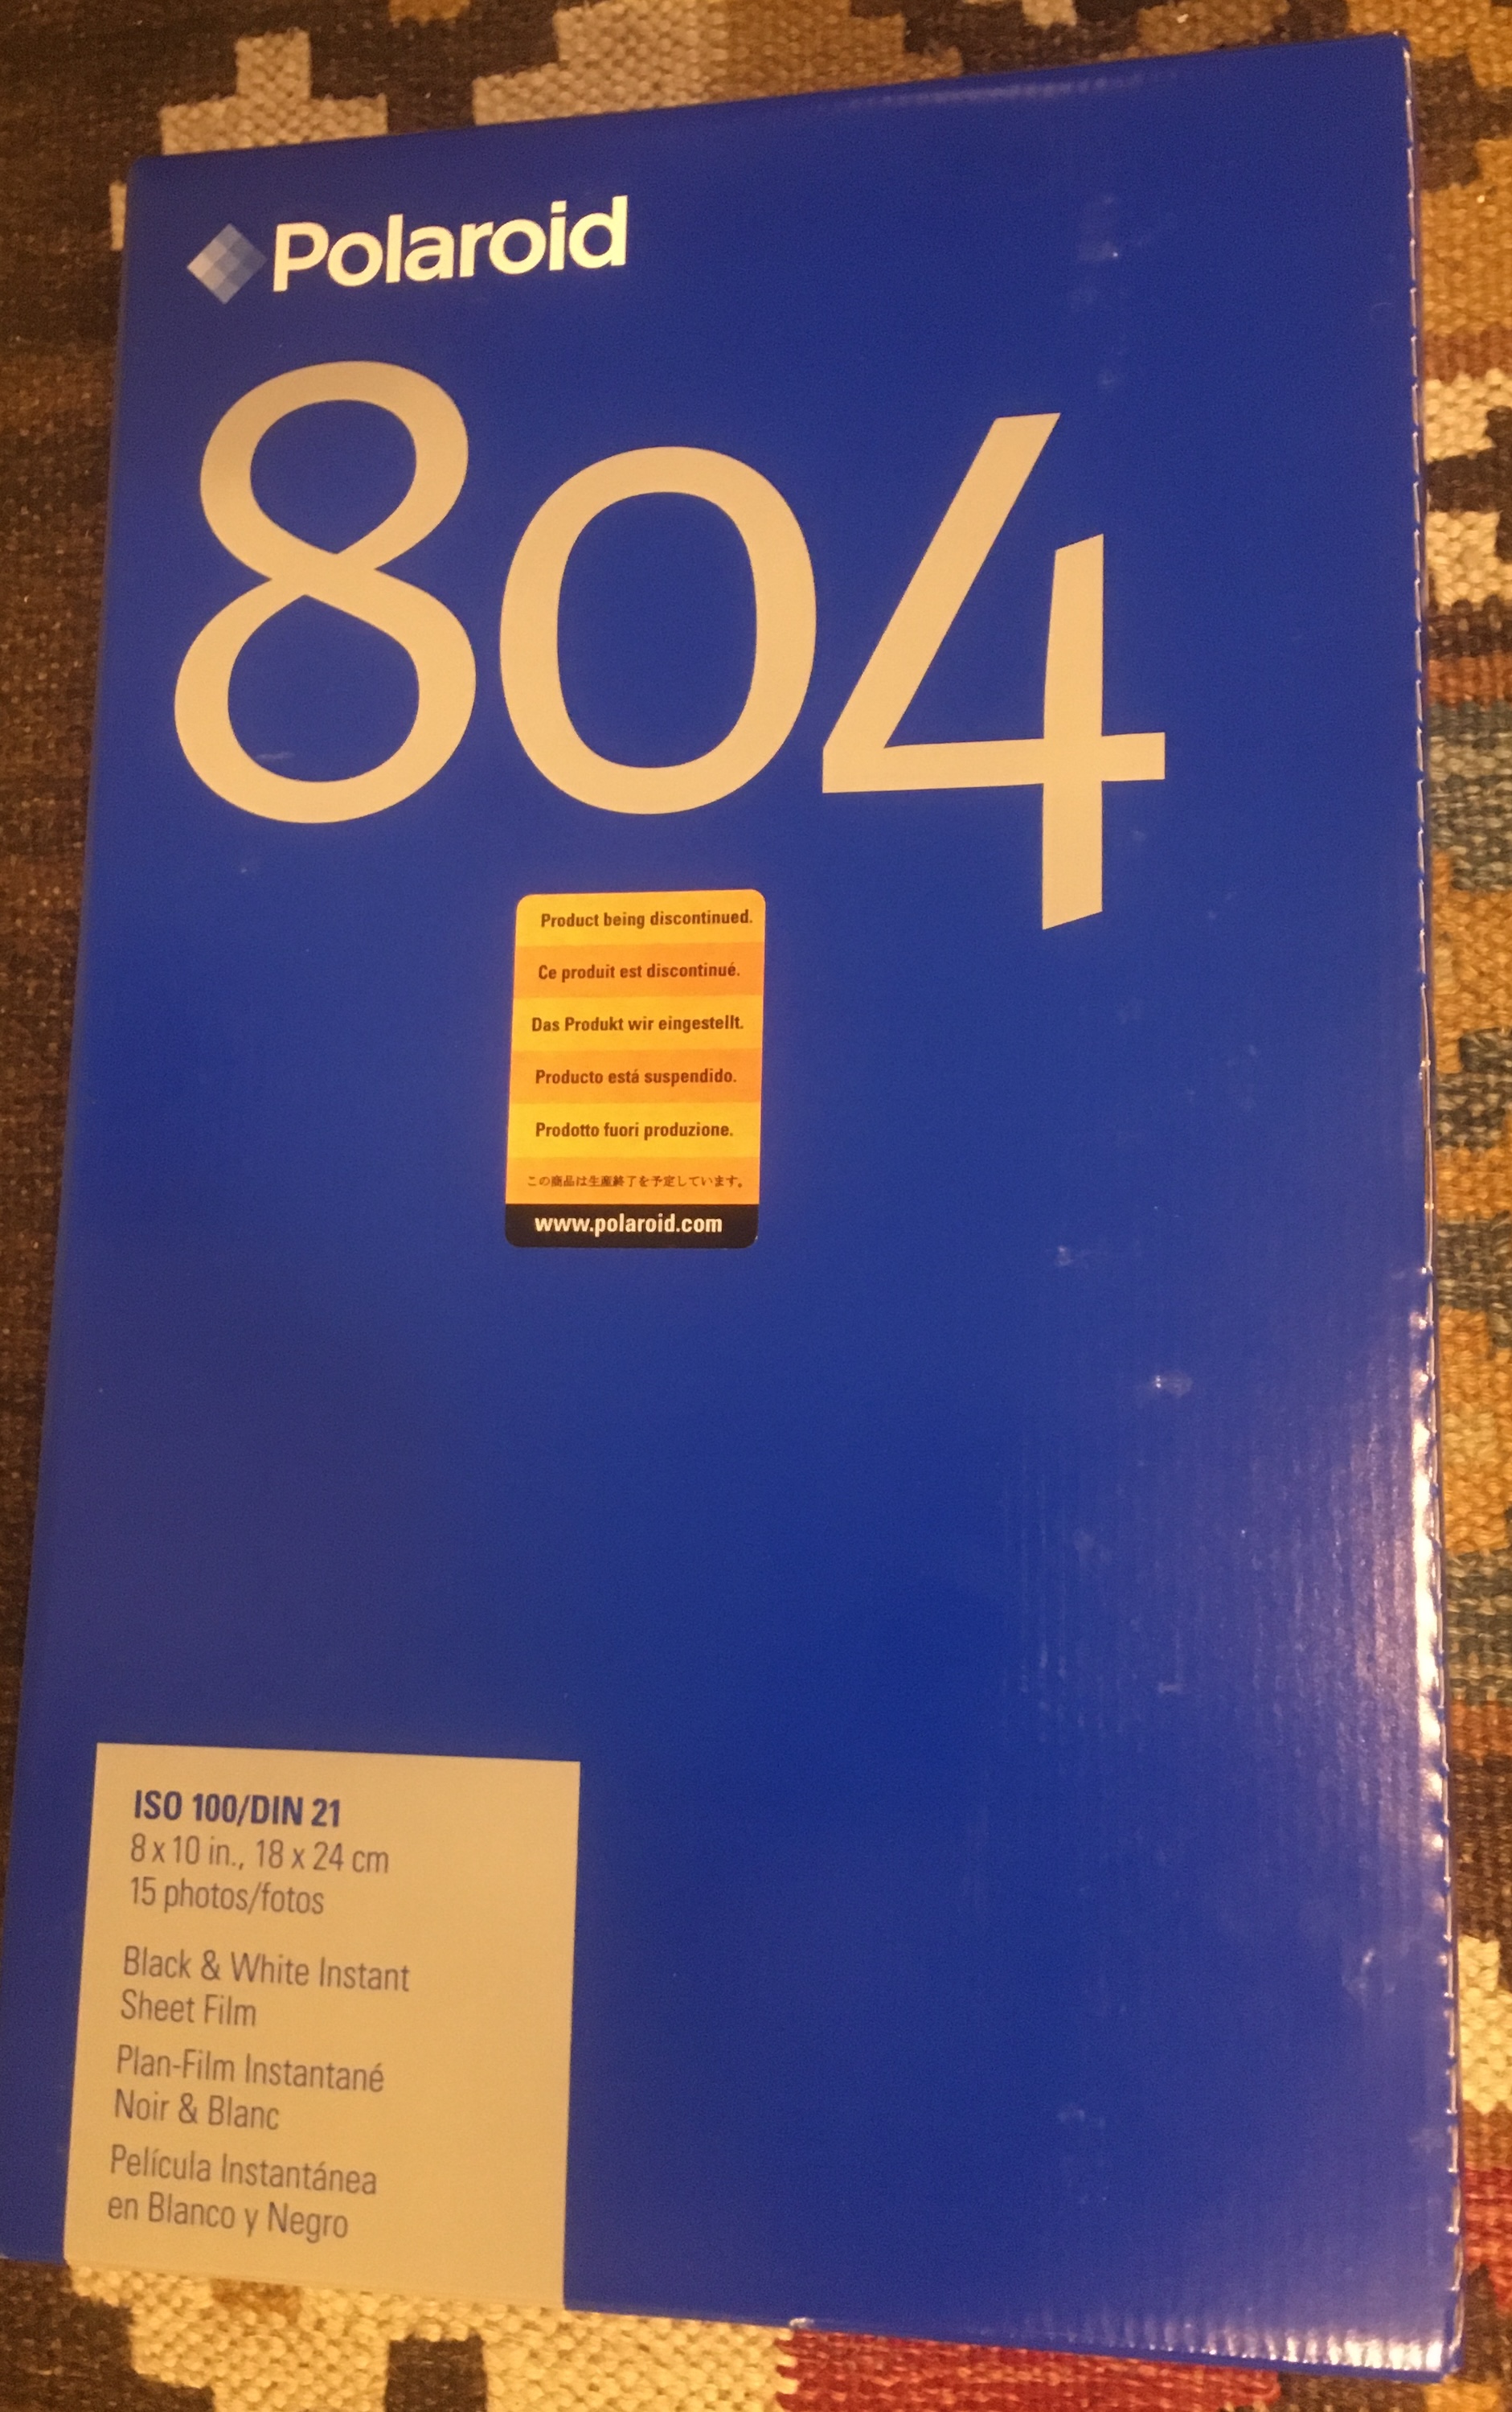 Polaroid
804
Product being discontinued.
Ce produit est discontinué.
Das Produkt wir eingestellt.
Producto está suspendido.
Prodotto fuori produzione.
この商品は生産終了を予定しています。
www.polaroid.com
ISO 100/DIN 21
8 x 10 in., 18 x 24 cm
15 photos/fotos
Black & White Instant
Sheet Film
Plan-Film Instantané
Noir & Blanc
Película Instantánea
en Blanco y Negro